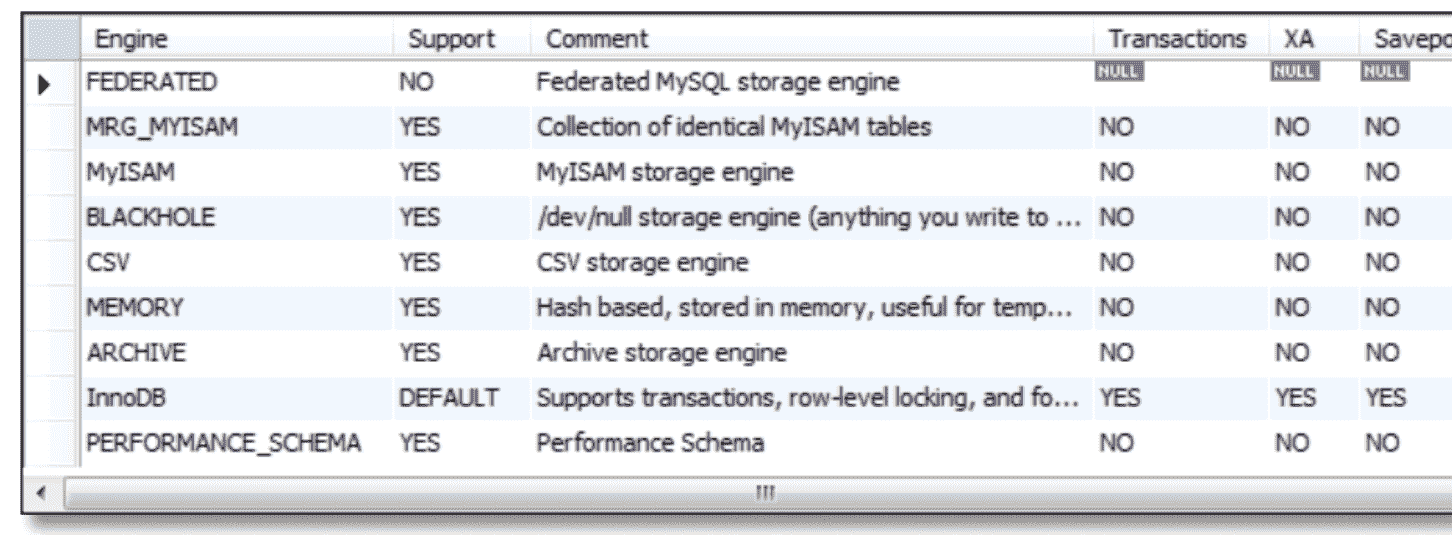 Engine Support Comment Transactions XA Savepo
FEDERATED NO Federated MySQL storage engine NULL NULL NULL
MRG_MYISAM YES Collection of identical MyISAM tables NO NO NO
MyISAM YES MyISAM storage engine NO NO NO
BLACKHOLE YES /dev/null storage engine (anything you write to ... NO NO NO
CSV YES CSV storage engine NO NO NO
MEMORY YES Hash based, stored in memory, useful for temp... NO NO NO
ARCHIVE YES Archive storage engine NO NO NO
InnoDB DEFAULT Supports transactions, row-level locking, and fo... YES YES YES
PERFORMANCE_SCHEMA YES Performance Schema NO NO NO